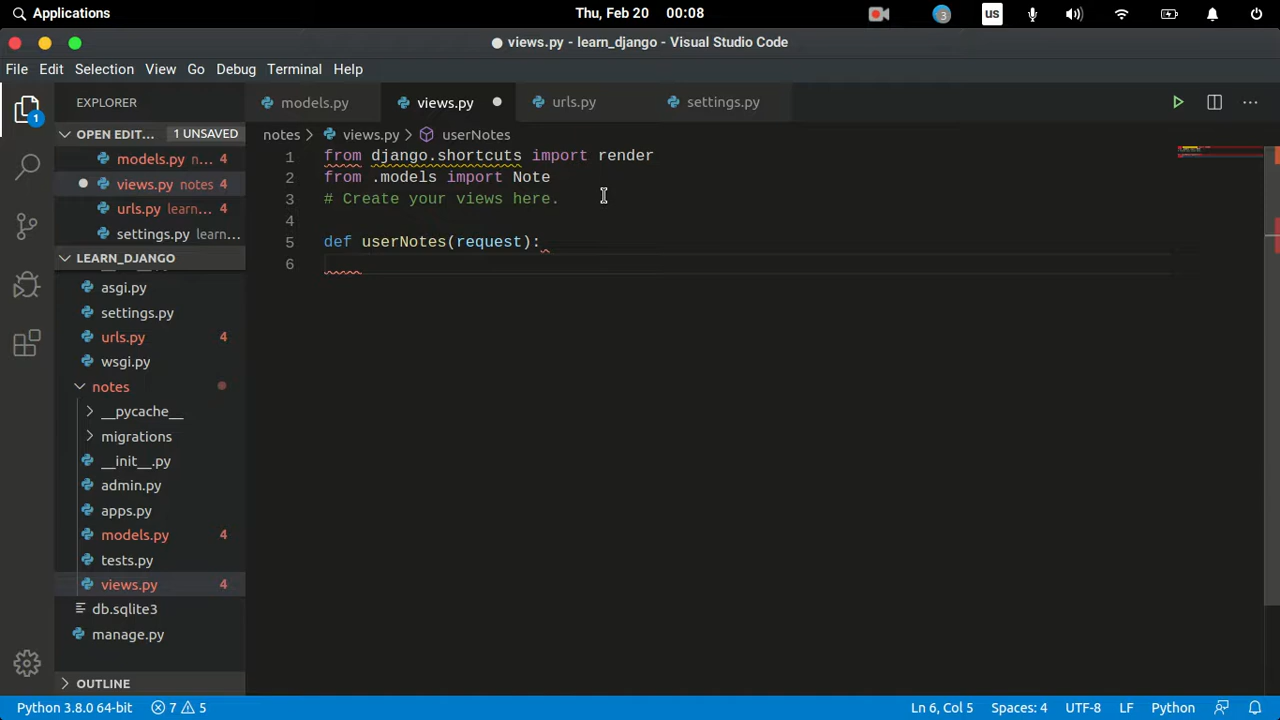 Applications
Thu, Feb 20 00:08
3
us
views.py - learn_django - Visual Studio Code
File Edit Selection View Go Debug Terminal Help
EXPLORER
models.py views.py urls.py settings.py
1
OPEN EDIT... 1 UNSAVED
notes > views.py > userNotes
models.py n... 4
views.py notes 4
urls.py learn... 4
settings.py learn...
LEARN_DJANGO
asgi.py
settings.py
urls.py 4
wsgi.py
notes
__pycache__
migrations
__init__.py
admin.py
apps.py
models.py 4
tests.py
views.py 4
db.sqlite3
manage.py
OUTLINE
1 from django.shortcuts import render
2 from .models import Note
3 # Create your views here.
4
5 def userNotes(request):
6
Python 3.8.0 64-bit 7 5 Ln 6, Col 5 Spaces: 4 UTF-8 LF Python